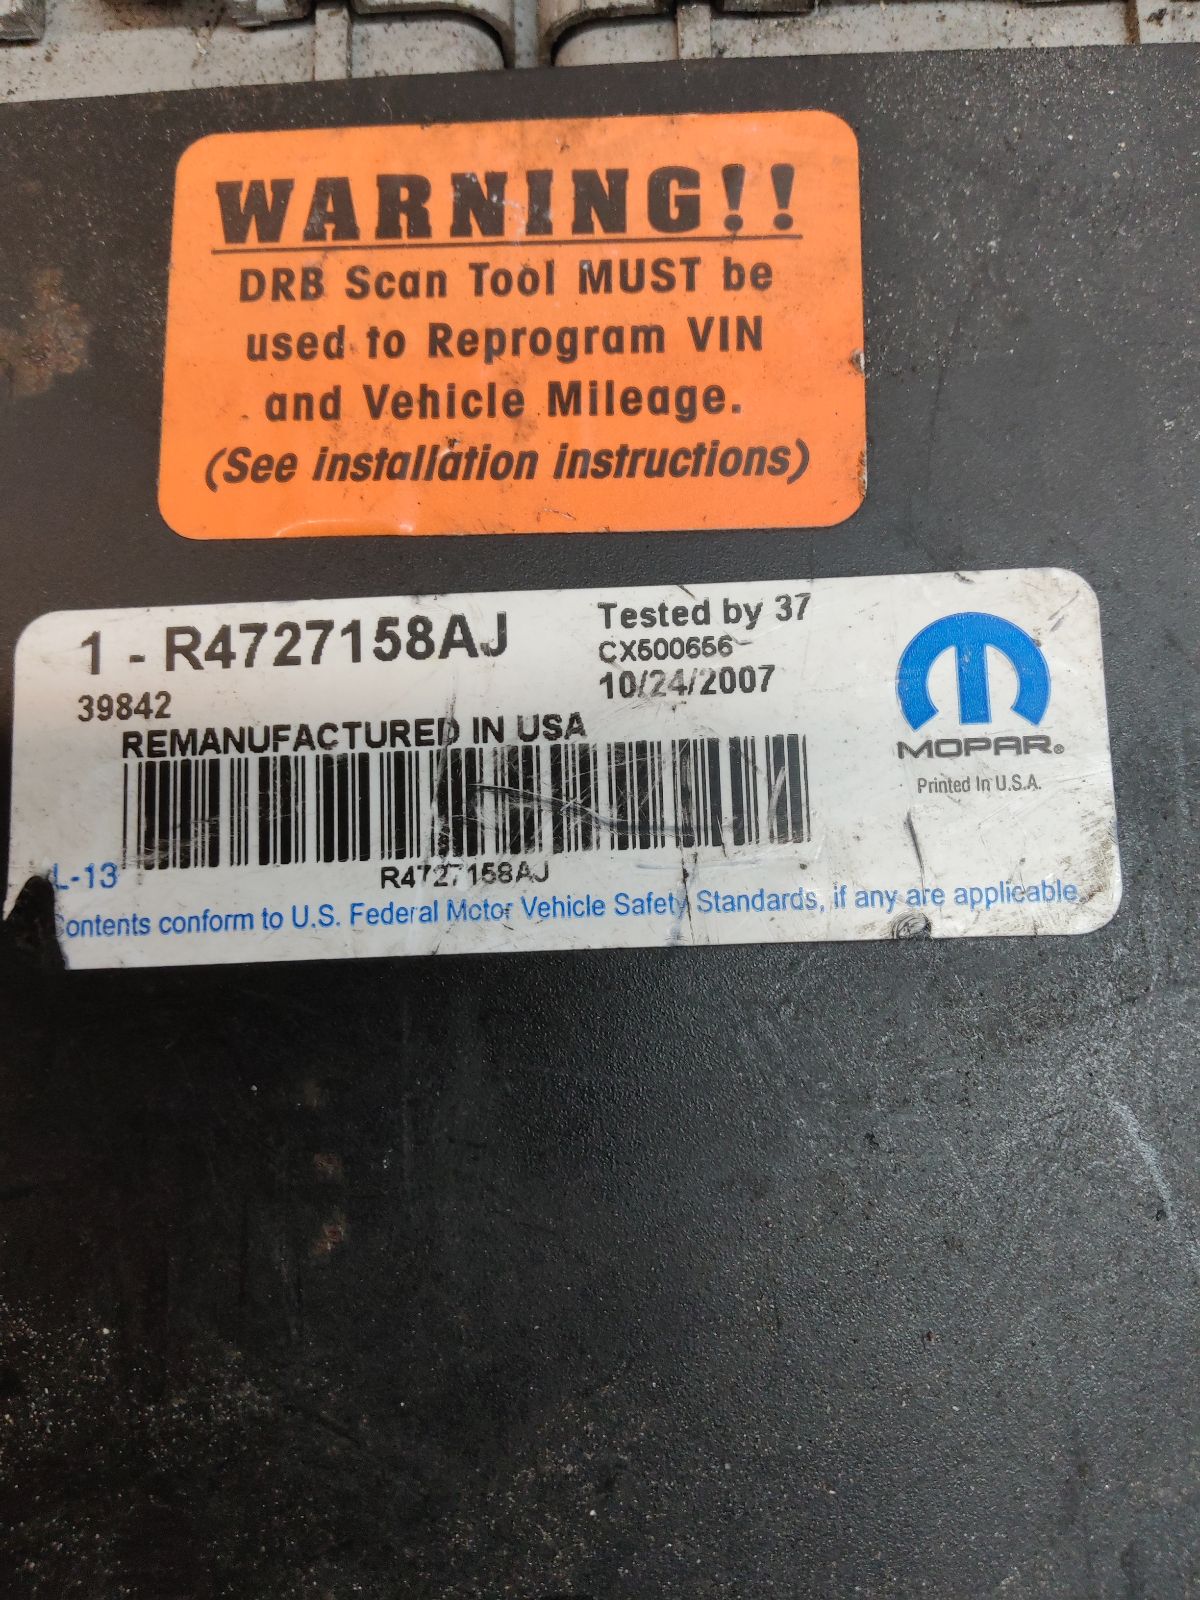 WARNING!!
DRB Scan Tool MUST be
used to Reprogram VIN
and Vehicle Mileage.
(See installation instructions)
1 - R4727158AJ
Tested by 37
39842
CX500656
10/24/2007
REMANUFACTURED IN USA
MOPAR®
Printed In U.S.A.
L-13
R4727158AJ
Contents conform to U.S. Federal Motor Vehicle Safety Standards, if any are applicable.